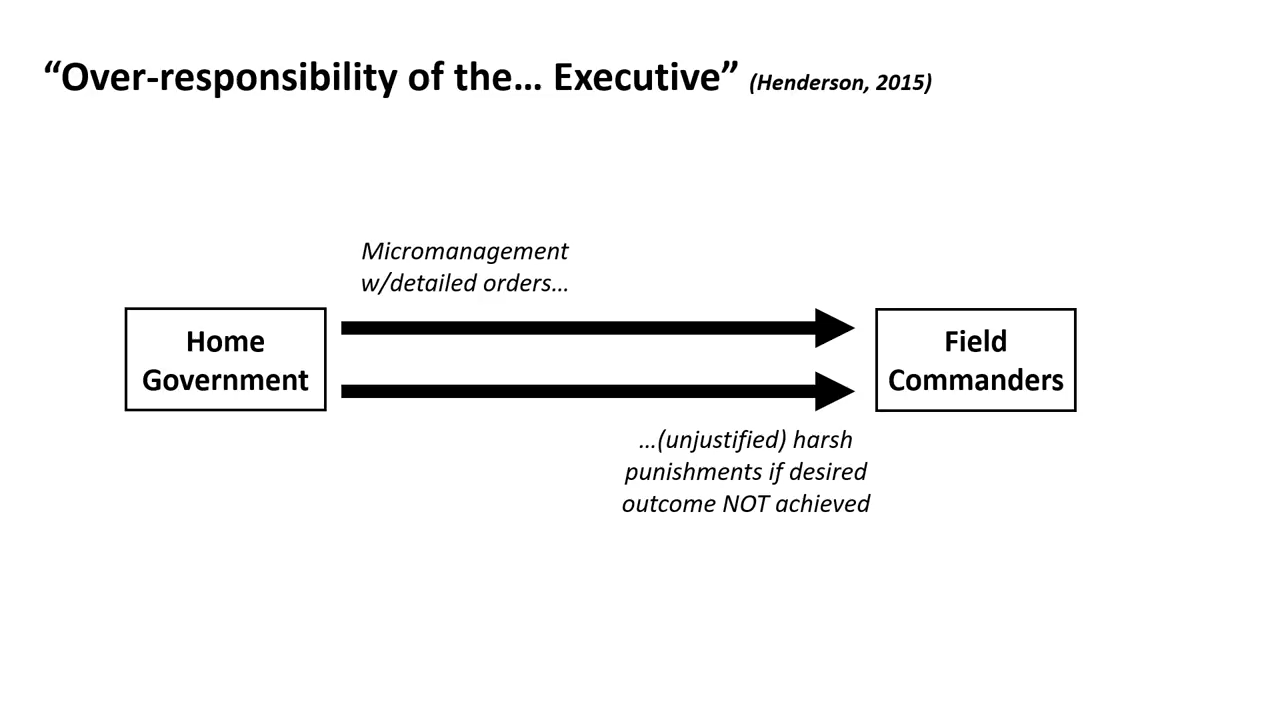 “Over-responsibility of the… Executive” (Henderson, 2015)
Micromanagement
w/detailed orders…
Home
Government
Field
Commanders
…(unjustified) harsh
punishments if desired
outcome NOT achieved